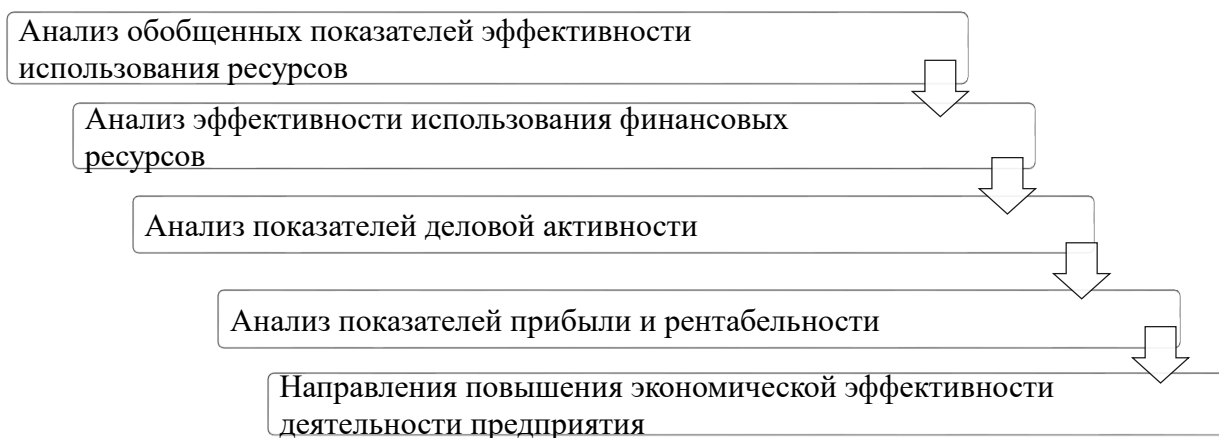 Анализ обобщенных показателей эффективности
использования ресурсов
Анализ эффективности использования финансовых
ресурсов
Анализ показателей деловой активности
Анализ показателей прибыли и рентабельности
Направления повышения экономической эффективности
деятельности предприятия